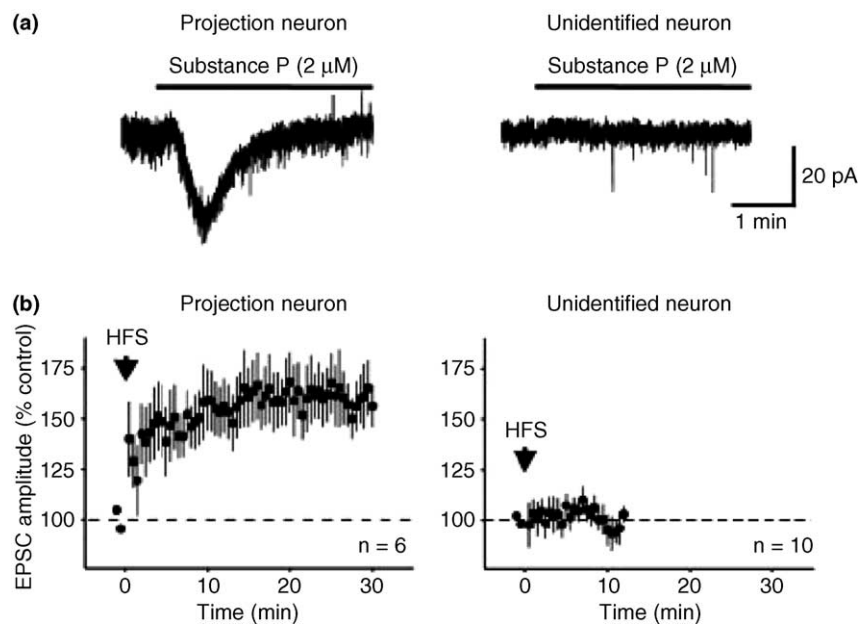 (a)
Projection neuron
Unidentified neuron
Substance P (2 μM)
Substance P (2 μM)
20 pA
1 min
(b)
Projection neuron
Unidentified neuron
EPSC amplitude (% control)
HFS
175
150
125
100
n = 6
0 10 20 30
Time (min)
HFS
175
150
125
100
n = 10
0 10 20 30
Time (min)